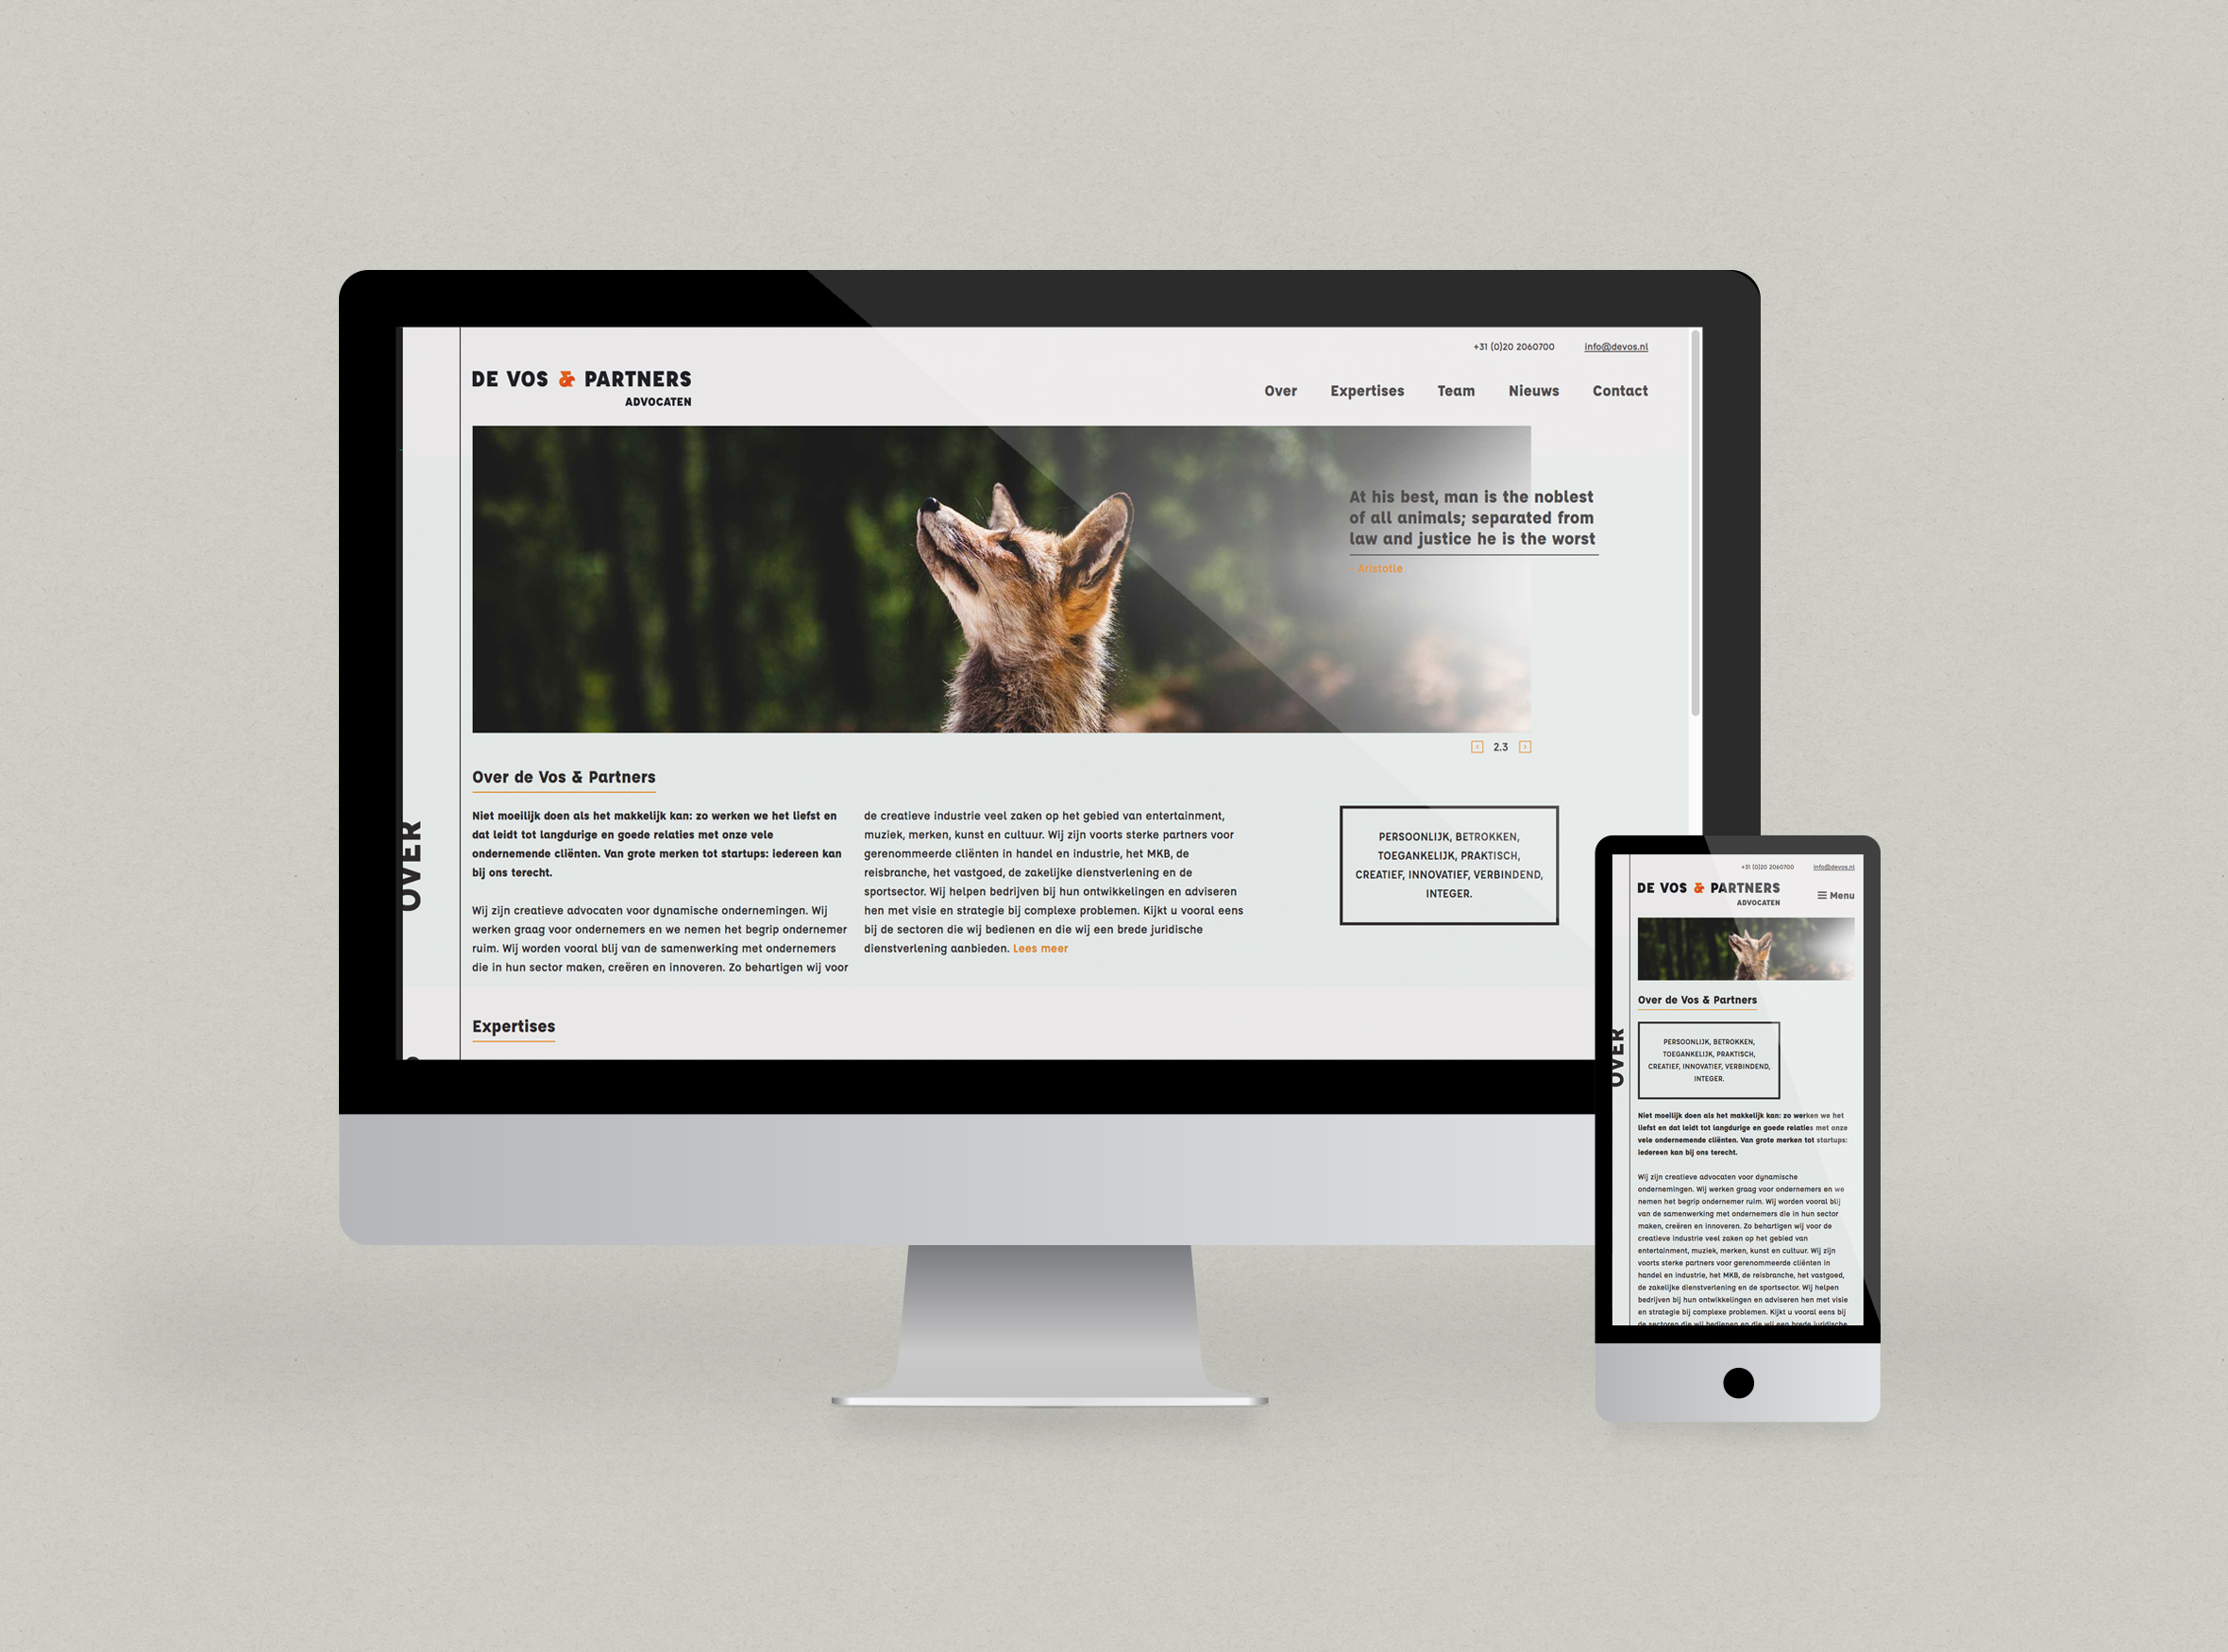 +31 (0)20 2060700 info@devos.nl
DE VOS & PARTNERS
ADVOCATEN
Over Expertises Team Nieuws Contact
At his best, man is the noblest
of all animals; separated from
law and justice he is the worst
- Aristotle
2.3
OVER
Over de Vos & Partners
Niet moeilijk doen als het makkelijk kan: zo werken we het liefst en
dat leidt tot langdurige en goede relaties met onze vele
ondernemende cliënten. Van grote merken tot startups: iedereen kan
bij ons terecht.
Wij zijn creatieve advocaten voor dynamische ondernemingen. Wij
werken graag voor ondernemers en we nemen het begrip ondernemer
ruim. Wij worden vooral blij van de samenwerking met ondernemers
die in hun sector maken, creëren en innoveren. Zo behartigen wij voor
de creatieve industrie veel zaken op het gebied van entertainment,
muziek, merken, kunst en cultuur. Wij zijn voorts sterke partners voor
gerenommeerde cliënten in handel en industrie, het MKB, de
reisbranche, het vastgoed, de zakelijke dienstverlening en de
sportsector. Wij helpen bedrijven bij hun ontwikkelingen en adviseren
hen met visie en strategie bij complexe problemen. Kijkt u vooral eens
bij de sectoren die wij bedienen en die wij een brede juridische
dienstverlening aanbieden. Lees meer
PERSOONLIJK, BETROKKEN,
TOEGANKELIJK, PRAKTISCH,
CREATIEF, INNOVATIEF, VERBINDEND,
INTEGER.
Expertises
+31 (0)20 2060700 info@devos.nl
DE VOS & PARTNERS
ADVOCATEN
Menu
OVER
Over de Vos & Partners
PERSOONLIJK, BETROKKEN,
TOEGANKELIJK, PRAKTISCH,
CREATIEF, INNOVATIEF, VERBINDEND,
INTEGER.
Niet moeilijk doen als het makkelijk kan: zo werken we het
liefst en dat leidt tot langdurige en goede relaties met onze
vele ondernemende cliënten. Van grote merken tot startups:
iedereen kan bij ons terecht.
Wij zijn creatieve advocaten voor dynamische
ondernemingen. Wij werken graag voor ondernemers en we
nemen het begrip ondernemer ruim. Wij worden vooral blij
van de samenwerking met ondernemers die in hun sector
maken, creëren en innoveren. Zo behartigen wij voor de
creatieve industrie veel zaken op het gebied van
entertainment, muziek, merken, kunst en cultuur. Wij zijn
voorts sterke partners voor gerenommeerde cliënten in
handel en industrie, het MKB, de reisbranche, het vastgoed,
de zakelijke dienstverlening en de sportsector. Wij helpen
bedrijven bij hun ontwikkelingen en adviseren hen met visie
en strategie bij complexe problemen. Kijkt u vooral eens bij
de sectoren die wij bedienen en die wij een brede juridische